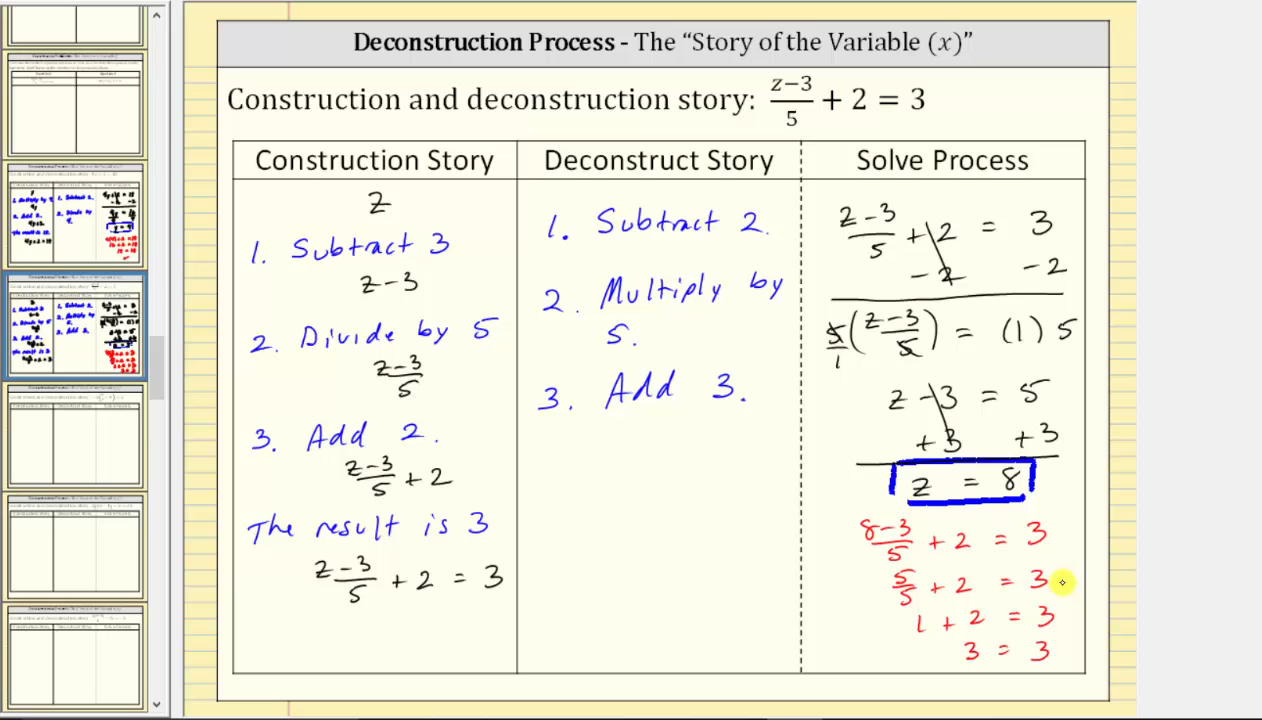 Deconstruction Process - The “Story of the Variable (x)”
Construction and deconstruction story: (z−3)/5 + 2 = 3
Construction Story
z
1. Subtract 3
z − 3
2. Divide by 5
(z−3)/5
3. Add 2.
(z−3)/5 + 2
The result is 3
(z−3)/5 + 2 = 3
Deconstruct Story
1. Subtract 2.
2. Multiply by
5.
3. Add 3.
Solve Process
(z−3)/5 + 2 = 3
−2 −2
5/1 ((z−3)/5) = (1) 5
z − 3 = 5
+3 +3
z = 8
(8−3)/5 + 2 = 3
5/5 + 2 = 3
1 + 2 = 3
3 = 3